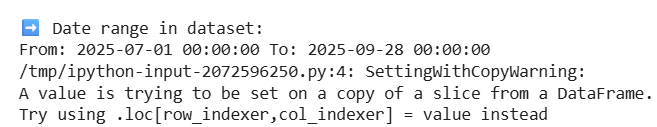 ➡️ Date range in dataset:
From: 2025-07-01 00:00:00 To: 2025-09-28 00:00:00
/tmp/ipython-input-2072596250.py:4: SettingWithCopyWarning:
A value is trying to be set on a copy of a slice from a DataFrame.
Try using .loc[row_indexer,col_indexer] = value instead